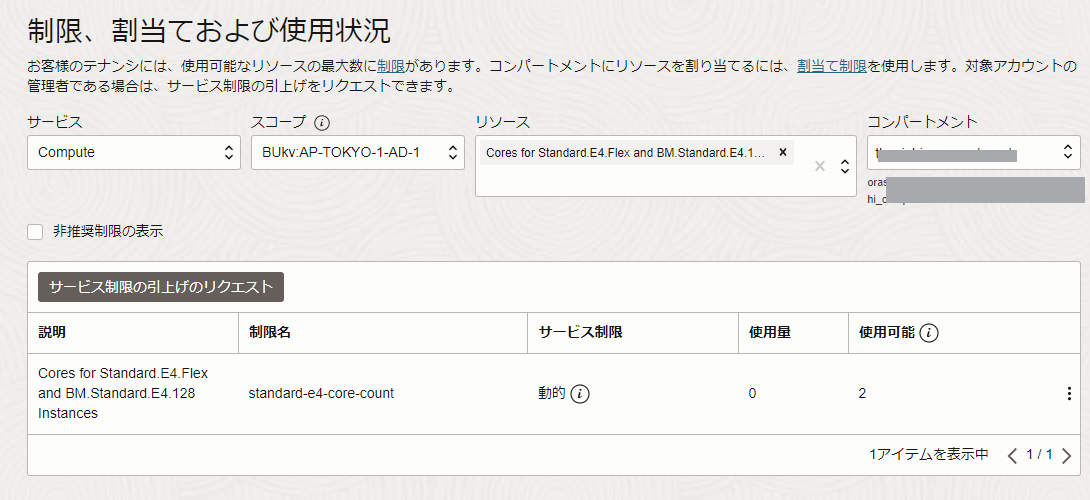 制限、割当ておよび使用状況
お客様のテナンシには、使用可能なリソースの最大数に制限があります。コンパートメントにリソースを割り当てるには、割当て制限を使用します。対象アカウントの
管理者である場合は、サービス制限の引上げをリクエストできます。
サービス スコープ リソース コンパートメント
Compute BUkv:AP-TOKYO-1-AD-1 Cores for Standard.E4.Flex and BM.Standard.E4.1...
oras
非推奨制限の表示
サービス制限の引上げのリクエスト
説明 制限名 サービス制限 使用量 使用可能
Cores for Standard.E4.Flex
and BM.Standard.E4.128
Instances
standard-e4-core-count 動的 0 2
1アイテムを表示中 1 / 1